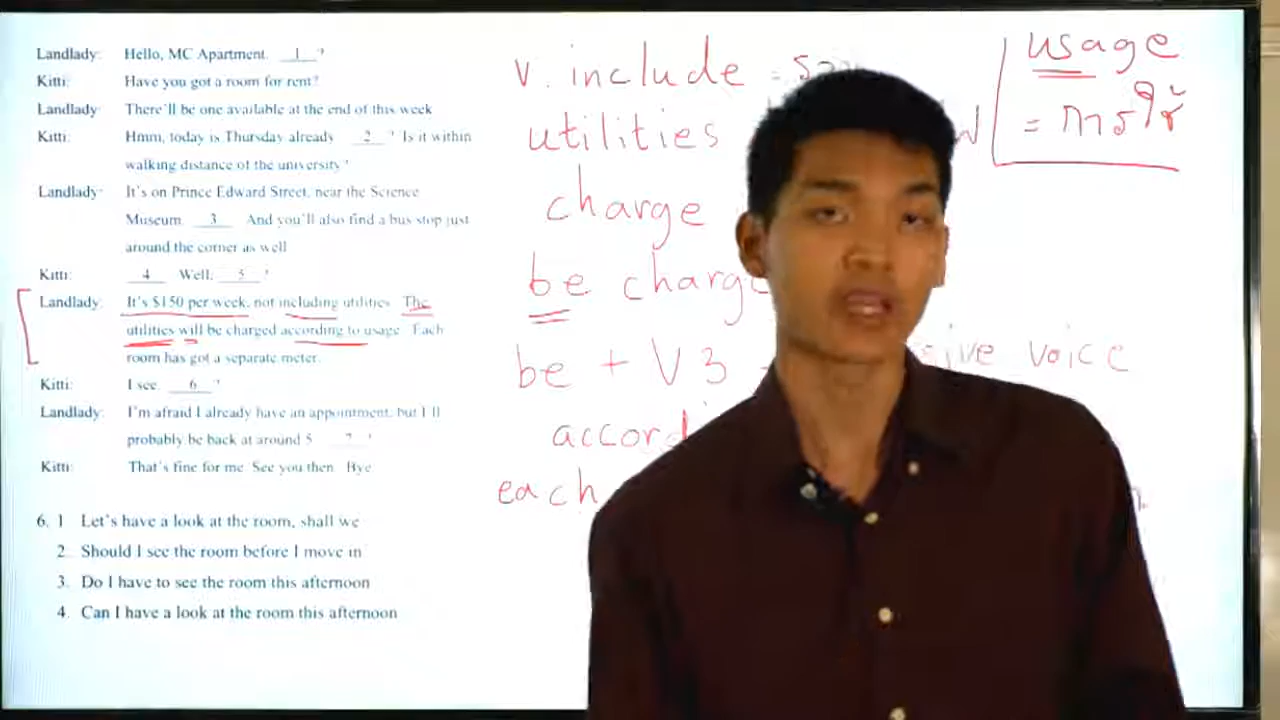 Landlady: Hello, MC Apartment. 1 ?
Kitti: Have you got a room for rent?
Landlady There'll be one available at the end of this week
Kitti: Hmm, today is Thursday already 2 ? Is it within
walking distance of the university?
Landlady: It's on Prince Edward Street, near the Science
Museum. 3 And you'll also find a bus stop just
around the corner as well
Kitti: 4 Well, 5 ?
Landlady: It's $150 per week, not including utilities. The
utilities will be charged according to usage. Each
room has got a separate meter.
Kitti: I see. 6 ?
Landlady: I'm afraid I already have an appointment, but I'll
probably be back at around 5 7 ?
Kitti: That's fine for me. See you then. Bye
6. 1 Let's have a look at the room, shall we
2. Should I see the room before I move in
3. Do I have to see the room this afternoon
4. Can I have a look at the room this afternoon
v. include =
utilities
charge
be charge
be + V3 voice
each
usage
= การใช้